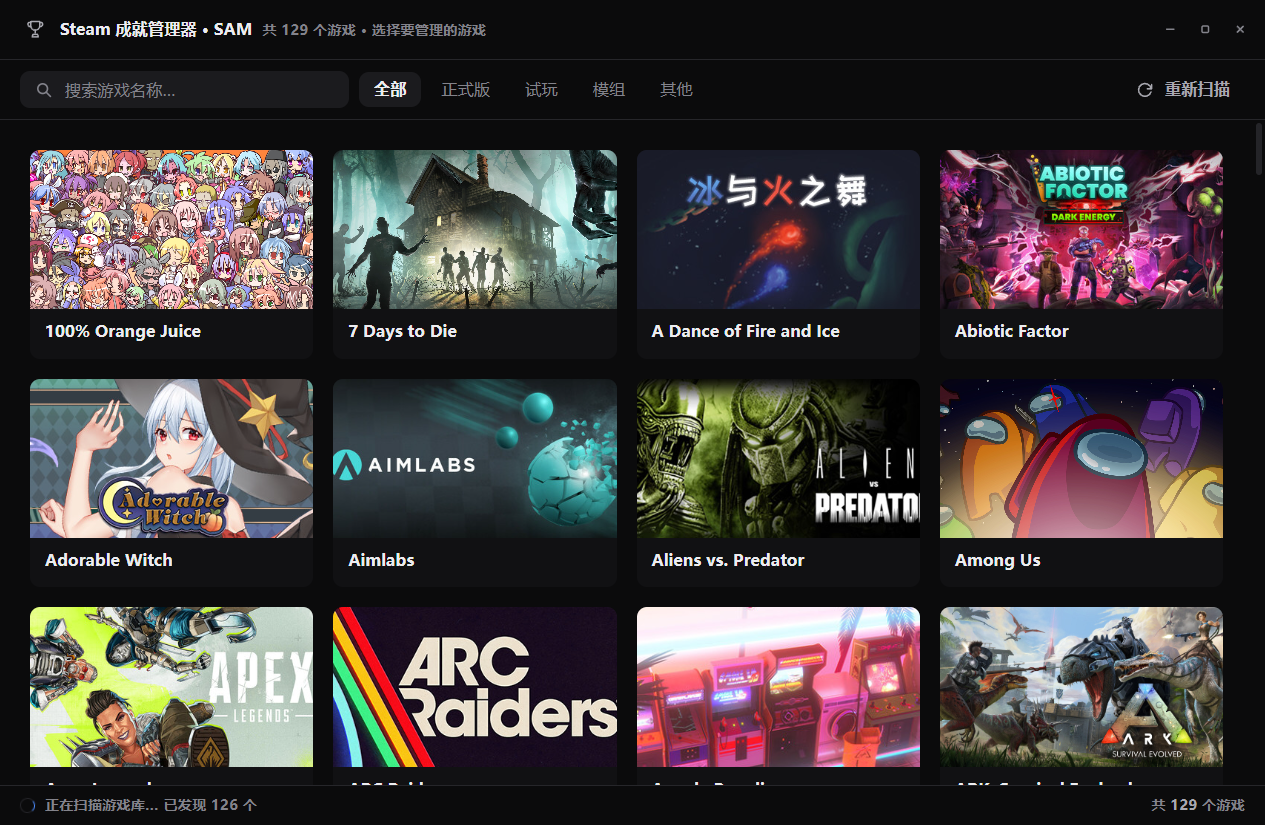 Steam 成就管理器 • SAM 共 129 个游戏 • 选择要管理的游戏
搜索游戏名称... 全部 正式版 试玩 模组 其他 重新扫描
冰与火之舞
ABIOTIC
FACTOR
DARK ENERGY
100% Orange Juice
7 Days to Die
A Dance of Fire and Ice
Abiotic Factor
Adorable
Witch
AIMLABS
ALIEN
VS
PREDATO
Adorable Witch
Aimlabs
Aliens vs. Predator
Among Us
APEX
LEGENDS
ARC
Raiders
ARK
SURVIVAL EVOLVED
正在扫描游戏库... 已发现 126 个
共 129 个游戏